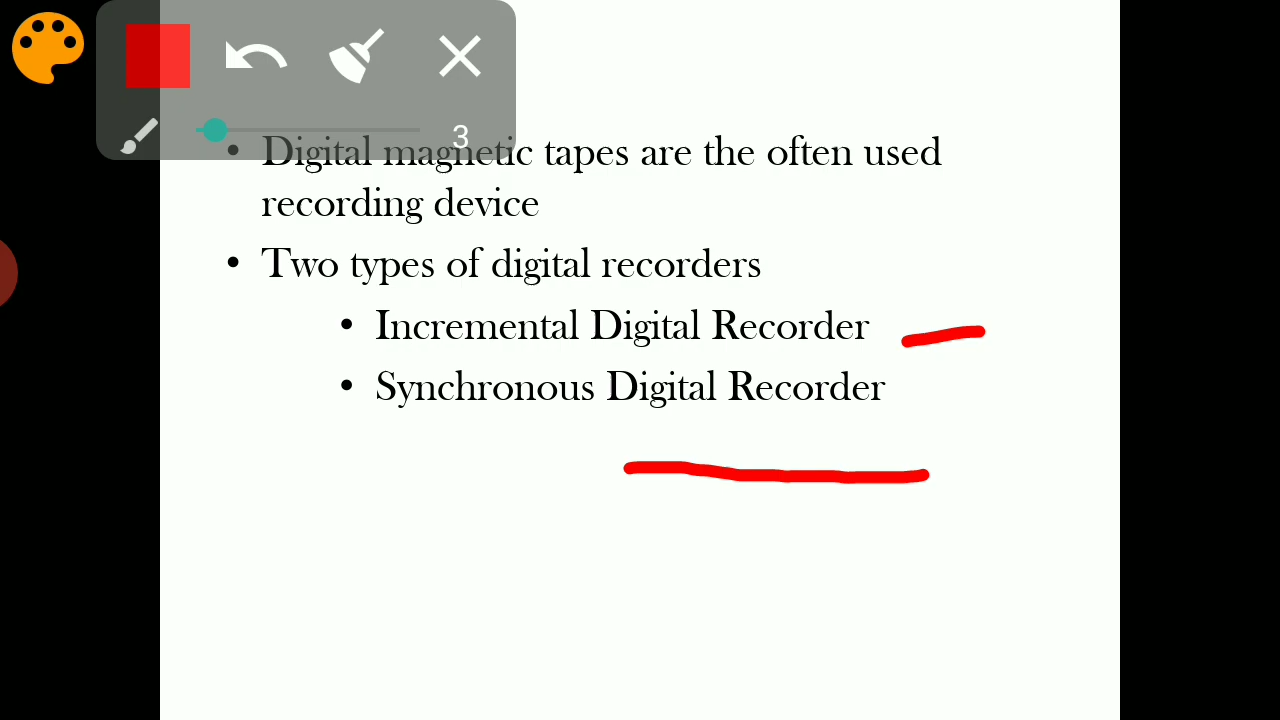 3
• Digital magnetic tapes are the often used
recording device
• Two types of digital recorders
• Incremental Digital Recorder
• Synchronous Digital Recorder